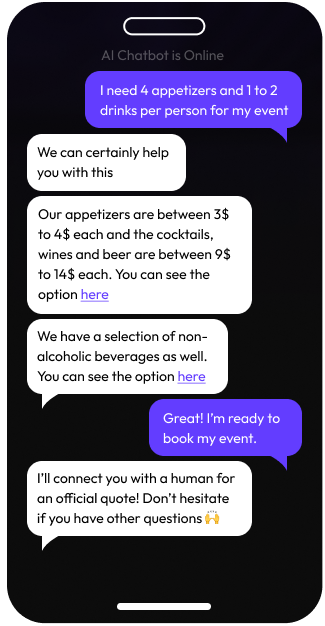 AI Chatbot is Online
I need 4 appetizers and 1 to 2
drinks per person for my event
We can certainly help
you with this
Our appetizers are between 3$
to 4$ each and the cocktails,
wines and beer are between 9$
to 14$ each. You can see the
option here
We have a selection of non-
alcoholic beverages as well.
You can see the option here
Great! I'm ready to
book my event.
I'll connect you with a human for
an official quote! Don't hesitate
if you have other questions 🙌